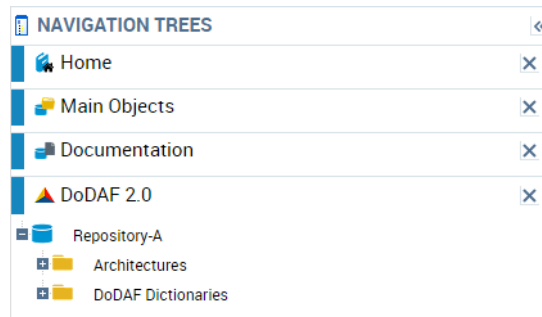 NAVIGATION TREES
Home
Main Objects
Documentation
DoDAF 2.0
Repository-A
Architectures
DoDAF Dictionaries